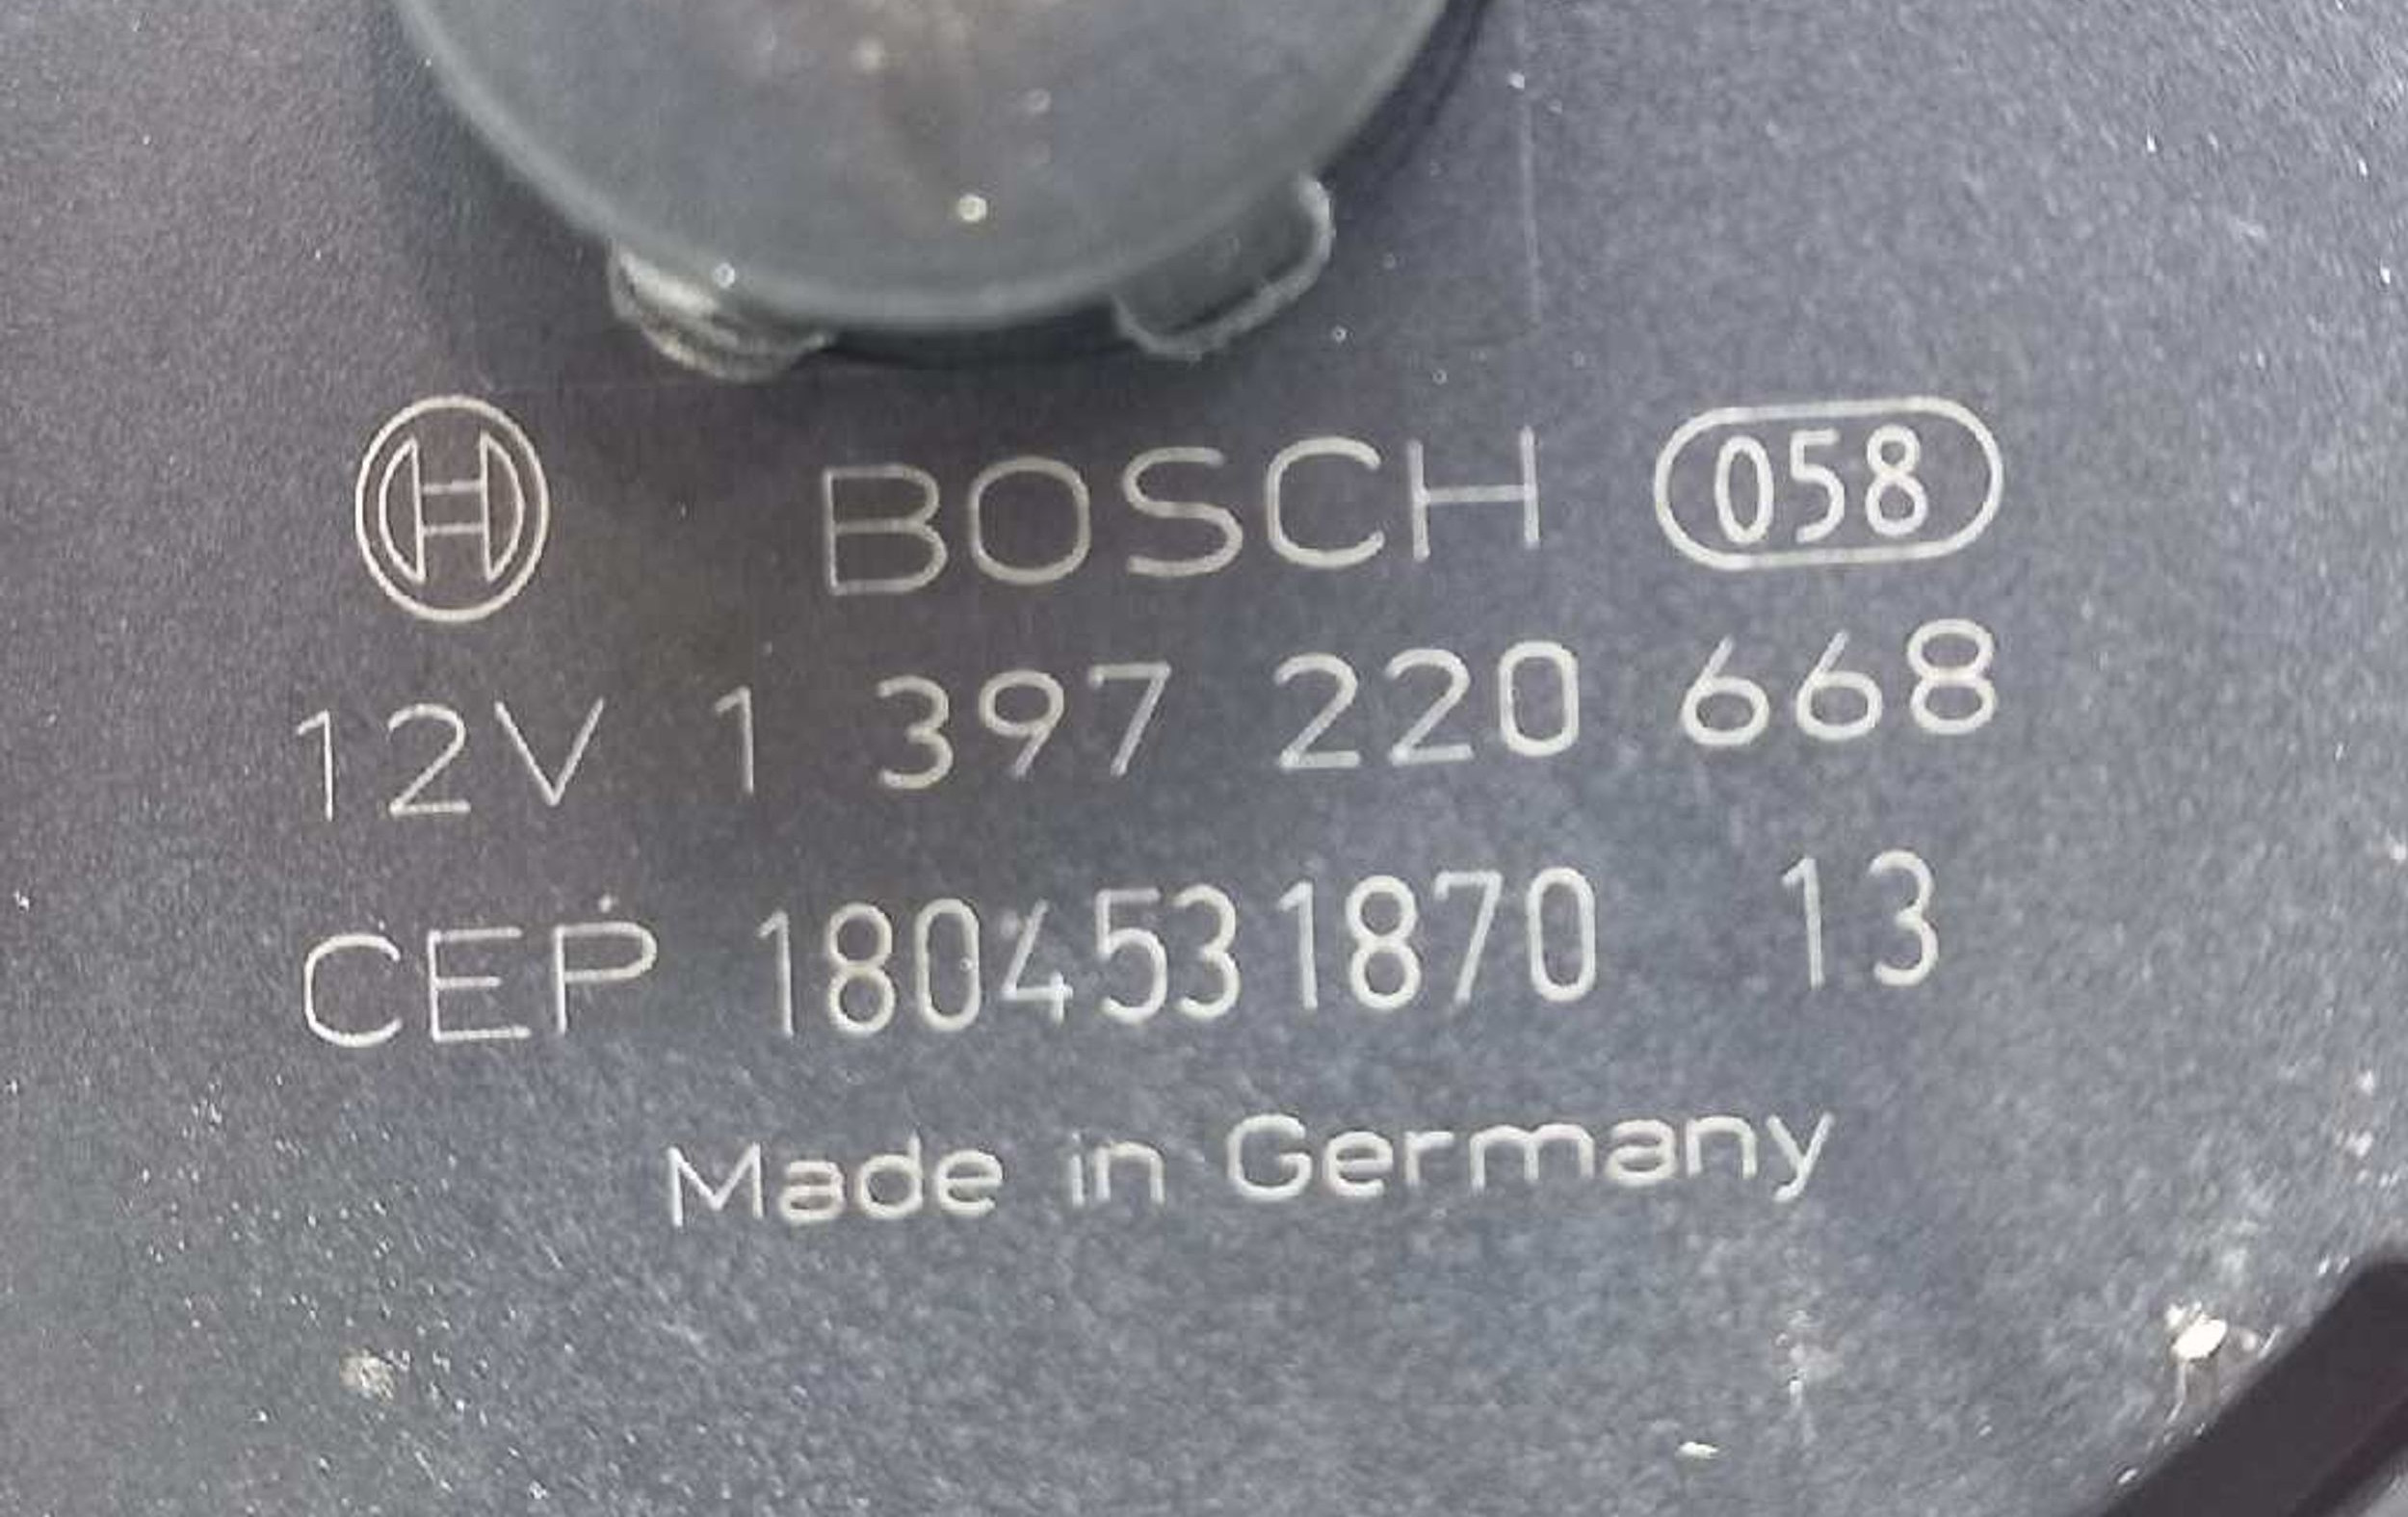 BOSCH 058
12V 1 397 220 668
CEP 1804531870 13
Made in Germany